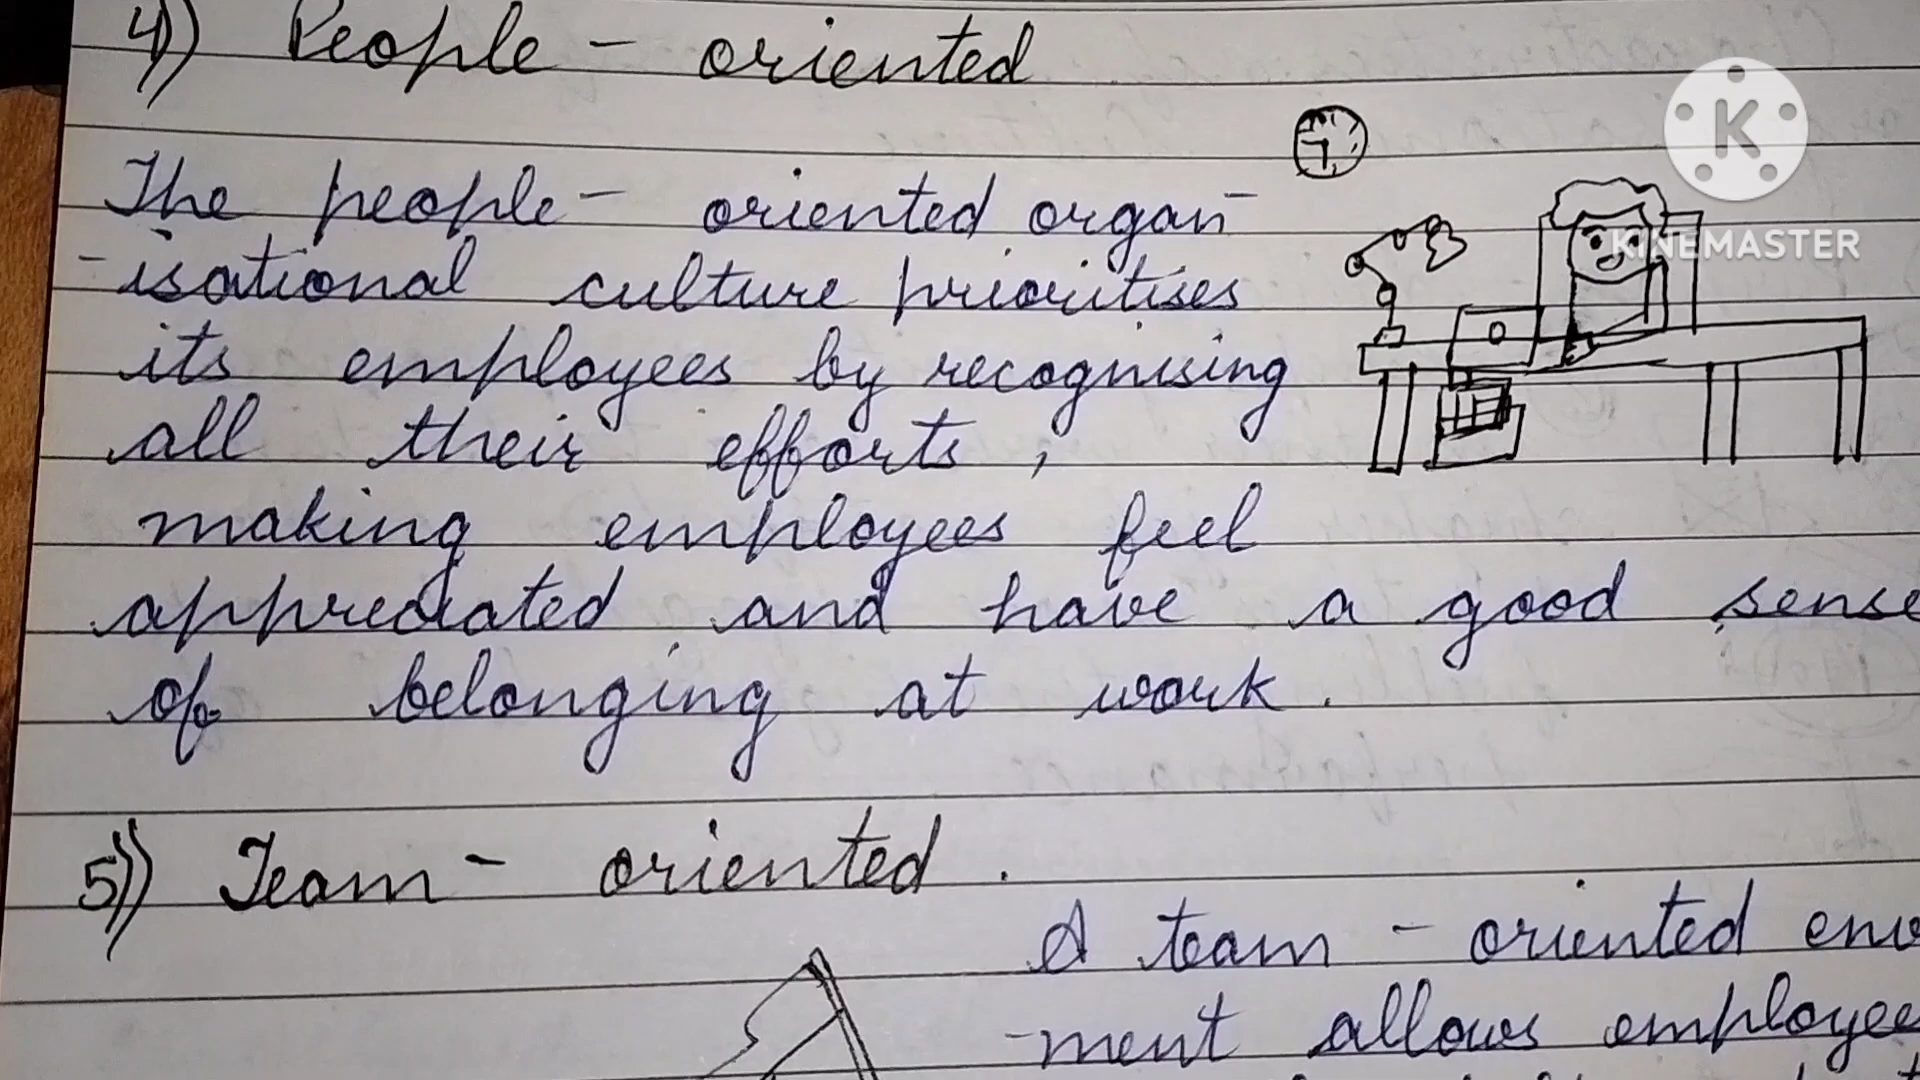 4)) People - oriented
The people - oriented organ-
-isational culture prioritises
its employees by recognising
all their efforts,
making employees feel
appreciated and have a good sense
of belonging at work.
5)) Team - oriented.
A team - oriented env
-ment allows employee
K
KINEMASTER